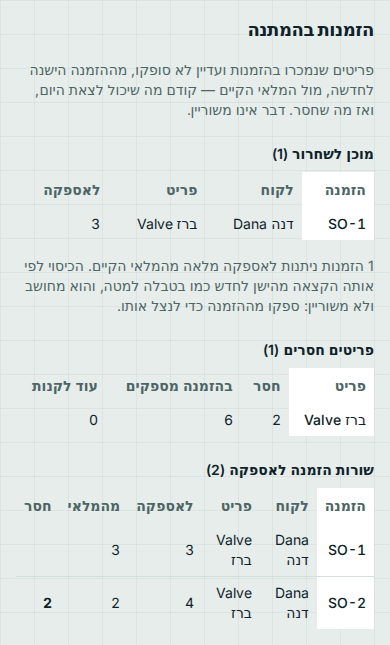 הזמנות בהמתנה
פריטים שנמכרו בהזמנות ועדיין לא סופקו, מההזמנה הישנה
לחדשה, מול המלאי הקיים — קודם מה שיכול לצאת היום,
ואז מה שחסר. דבר אינו משוריין.
מוכן לשחרור (1)
הזמנה לקוח פריט לאספקה
SO-1 דנה Dana ברז Valve 3
1 הזמנות ניתנות לאספקה מלאה מהמלאי הקיים. הכיסוי לפי
אותה הקצאה מהישן לחדש כמו בטבלה למטה, והוא מחושב
ולא משוריין: ספקו מההזמנה כדי לנצל אותו.
פריטים חסרים (1)
פריט חסר בהזמנה מספקים עוד לקנות
ברז Valve 2 6 0
שורות הזמנה לאספקה (2)
הזמנה לקוח פריט לאספקה מהמלאי חסר
SO-1 Dana דנה Valve ברז 3 3
SO-2 Dana דנה Valve ברז 4 2 2